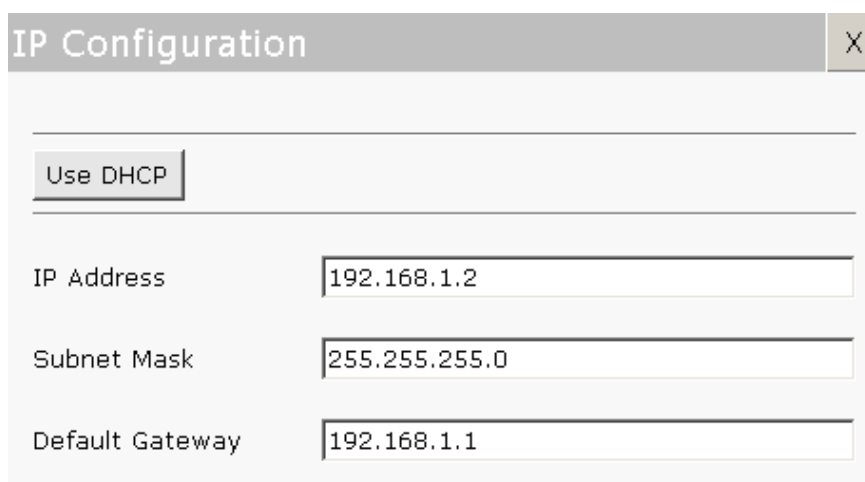 IP Configuration X
Use DHCP
IP Address 192.168.1.2
Subnet Mask 255.255.255.0
Default Gateway 192.168.1.1